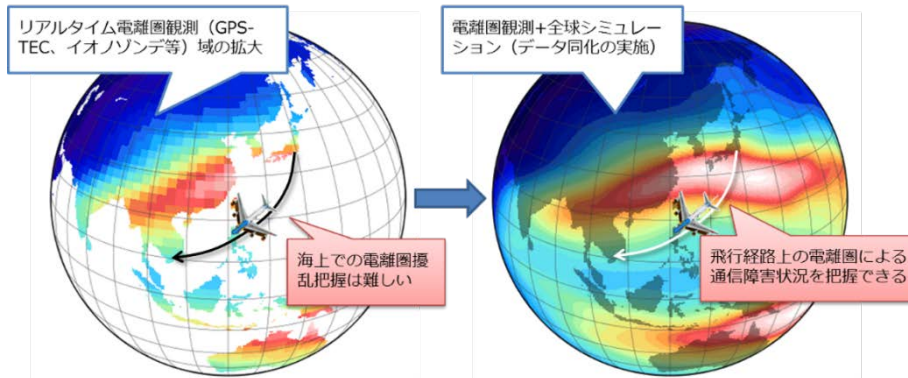 リアルタイム電離圏観測（GPS-
TEC、イオノゾンデ等）域の拡大
海上での電離圏擾
乱把握は難しい
電離圏観測+全球シミュレー
ション（データ同化の実施）
飛行経路上の電離圏による
通信障害状況を把握できる